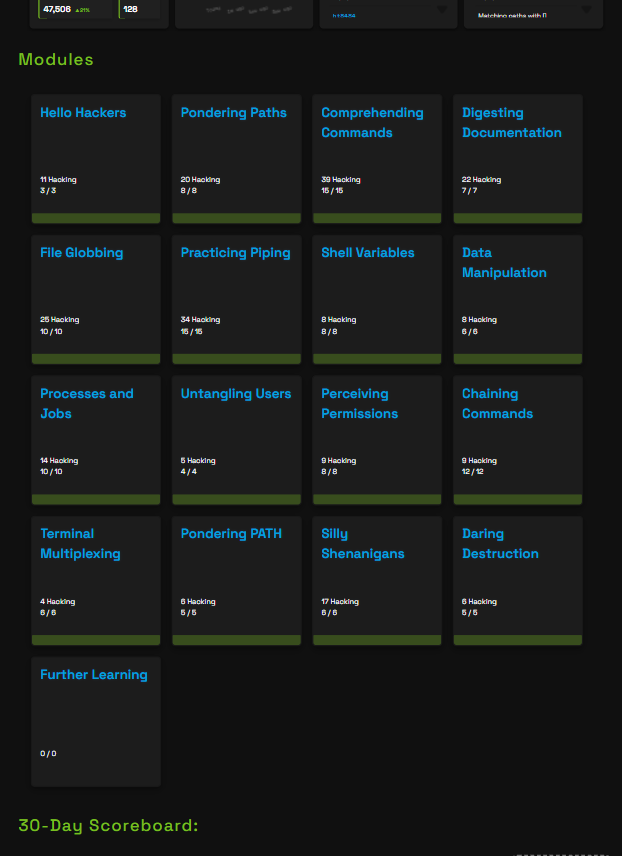 47,506 ▲21% 128
Matching paths with []
Modules
Hello Hackers
11 Hacking
3 / 3
Pondering Paths
20 Hacking
8 / 8
Comprehending
Commands
39 Hacking
15 / 15
Digesting
Documentation
22 Hacking
7 / 7
File Globbing
25 Hacking
10 / 10
Practicing Piping
34 Hacking
15 / 15
Shell Variables
8 Hacking
8 / 8
Data
Manipulation
8 Hacking
6 / 6
Processes and
Jobs
14 Hacking
10 / 10
Untangling Users
5 Hacking
4 / 4
Perceiving
Permissions
9 Hacking
8 / 8
Chaining
Commands
9 Hacking
12 / 12
Terminal
Multiplexing
4 Hacking
6 / 6
Pondering PATH
6 Hacking
5 / 5
Silly
Shenanigans
17 Hacking
6 / 6
Daring
Destruction
6 Hacking
5 / 5
Further Learning
0 / 0
30-Day Scoreboard: